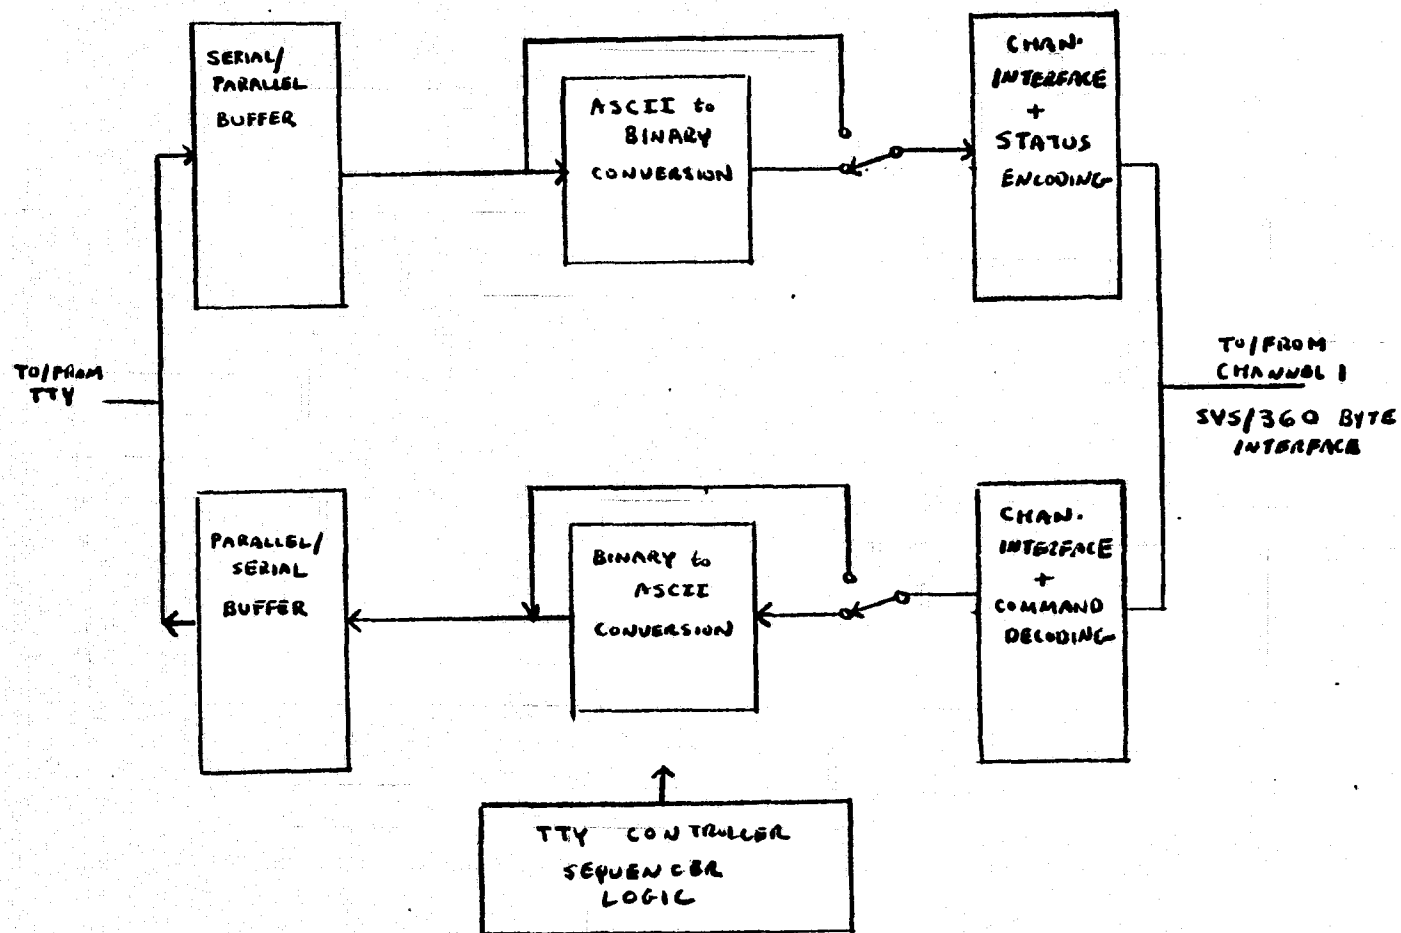 SERIAL/
PARALLEL
BUFFER
ASCII to
BINARY
CONVERSION
CHAN.
INTERFACE
+
STATUS
ENCODING
TO/FROM
TTY
TO/FROM
CHANNEL 1
SYS/360 BYTE
INTERFACE
PARALLEL/
SERIAL
BUFFER
BINARY to
ASCII
CONVERSION
CHAN.
INTERFACE
+
COMMAND
DECODING
TTY CONTROLLER
SEQUENCER
LOGIC